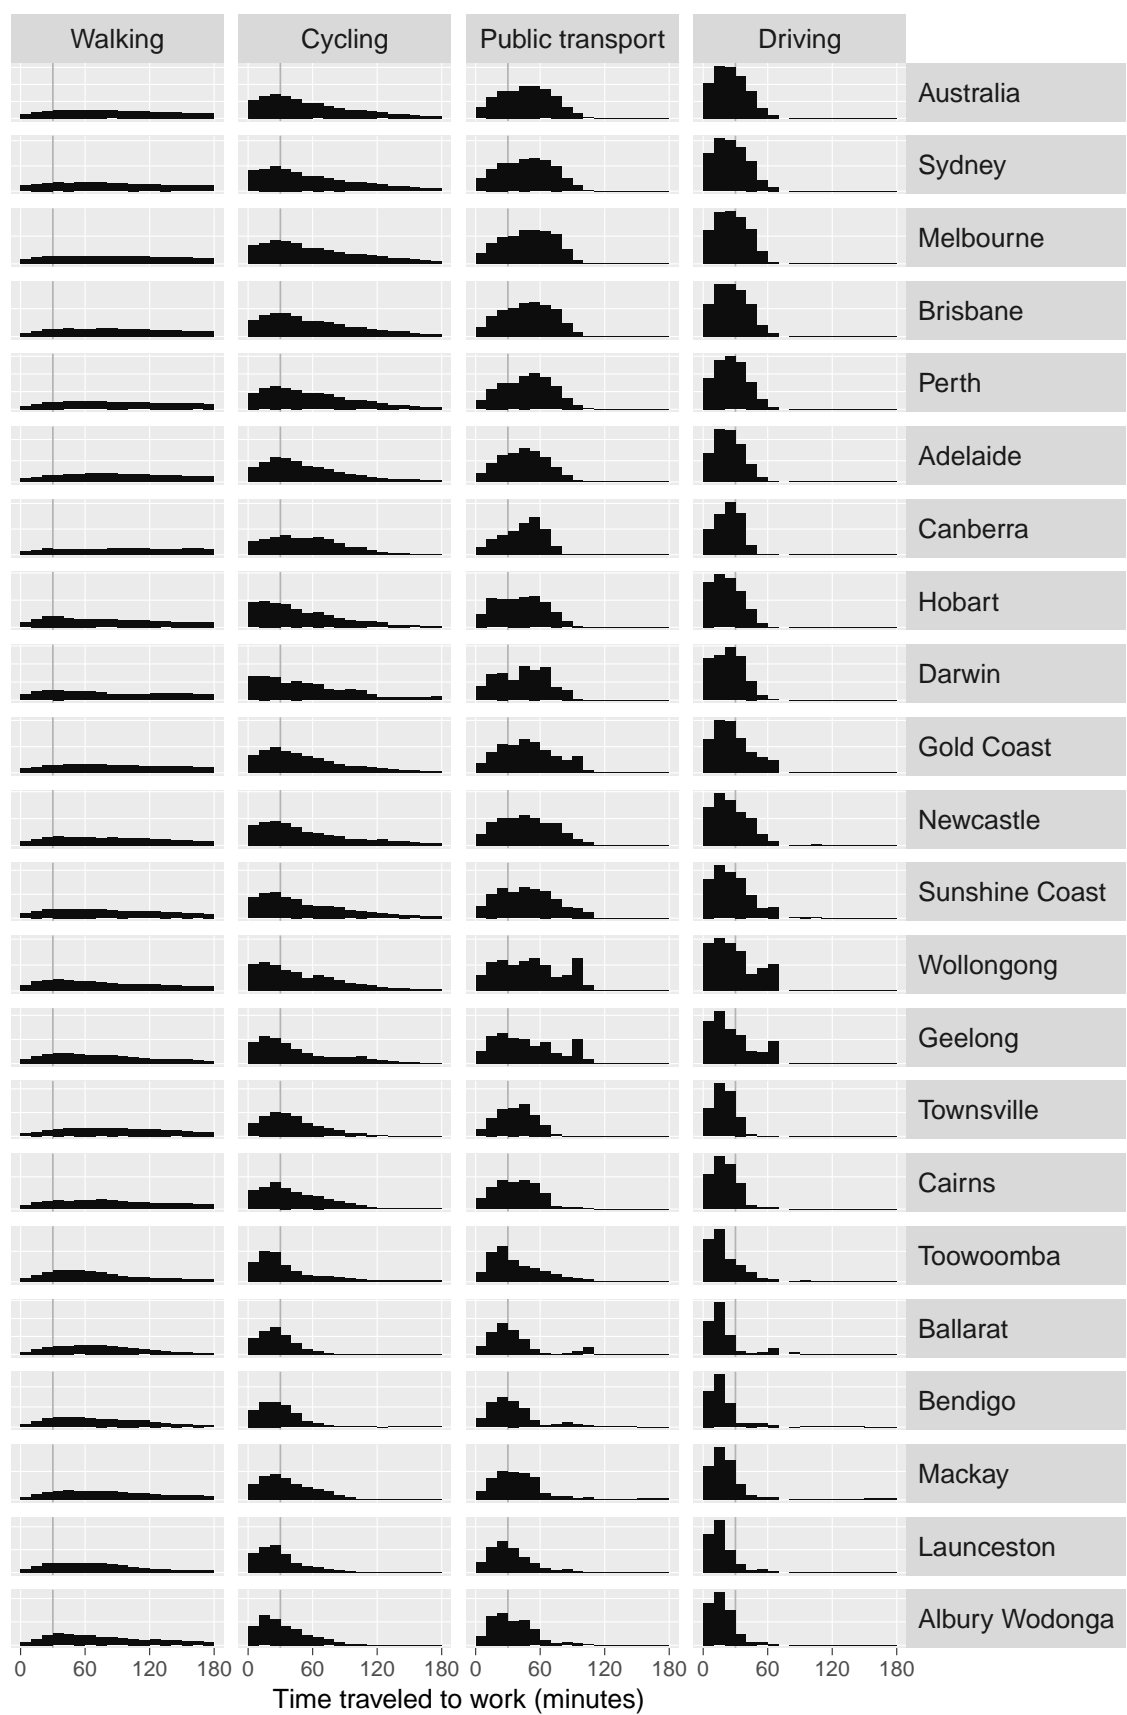 Walking Cycling Public transport Driving
Australia
Sydney
Melbourne
Brisbane
Perth
Adelaide
Canberra
Hobart
Darwin
Gold Coast
Newcastle
Sunshine Coast
Wollongong
Geelong
Townsville
Cairns
Toowoomba
Ballarat
Bendigo
Mackay
Launceston
Albury Wodonga
0 60 120 180 0 60 120 180 0 60 120 180 0 60 120 180
Time traveled to work (minutes)